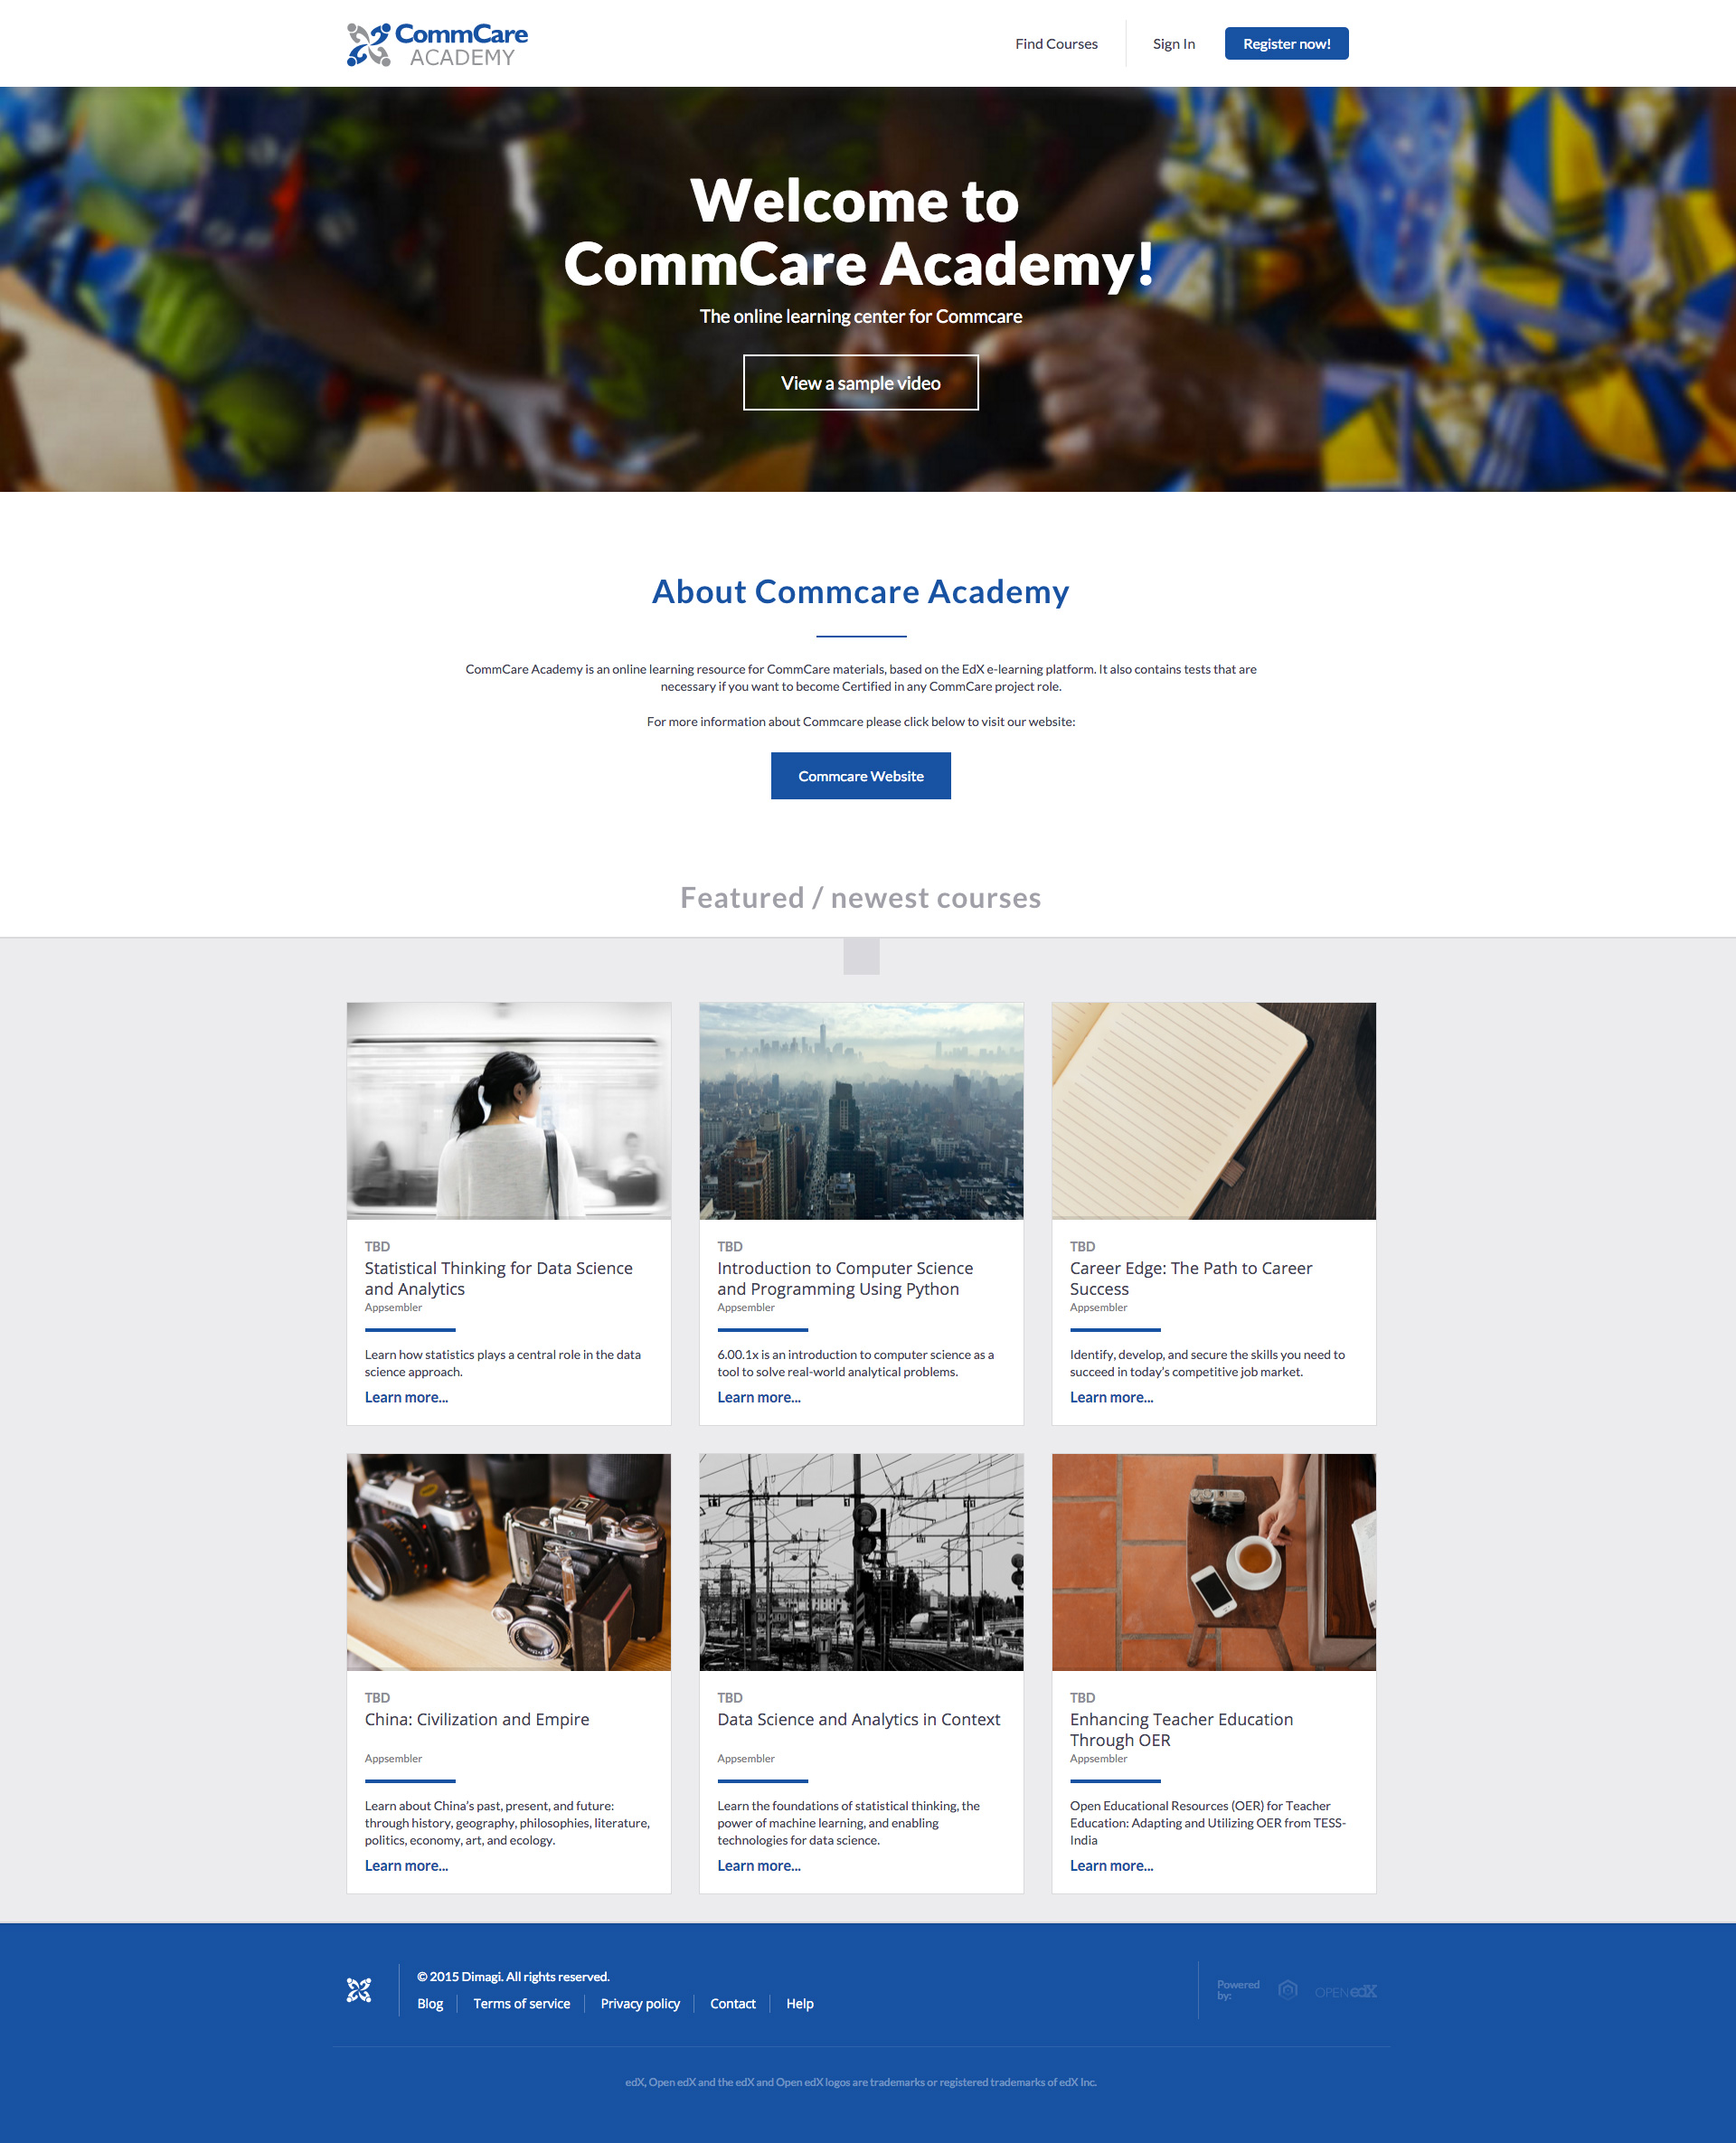 CommCare
ACADEMY
Find Courses
Sign In
Register now!
Welcome to
CommCare Academy!
The online learning center for Commcare
View a sample video
About Commcare Academy
CommCare Academy is an online learning resource for CommCare materials, based on the EdX e-learning platform. It also contains tests that are
necessary if you want to become Certified in any CommCare project role.
For more information about Commcare please click below to visit our website:
Commcare Website
Featured / newest courses
TBD
Statistical Thinking for Data Science
and Analytics
Appsembler
Learn how statistics plays a central role in the data
science approach.
Learn more...
TBD
Introduction to Computer Science
and Programming Using Python
Appsembler
6.00.1x is an introduction to computer science as a
tool to solve real-world analytical problems.
Learn more...
TBD
Career Edge: The Path to Career
Success
Appsembler
Identify, develop, and secure the skills you need to
succeed in today’s competitive job market.
Learn more...
TBD
China: Civilization and Empire
Appsembler
Learn about China’s past, present, and future:
through history, geography, philosophies, literature,
politics, economy, art, and ecology.
Learn more...
TBD
Data Science and Analytics in Context
Appsembler
Learn the foundations of statistical thinking, the
power of machine learning, and enabling
technologies for data science.
Learn more...
TBD
Enhancing Teacher Education
Through OER
Appsembler
Open Educational Resources (OER) for Teacher
Education: Adapting and Utilizing OER from TESS-
India
Learn more...
© 2015 Dimagi. All rights reserved.
Blog
Terms of service
Privacy policy
Contact
Help
Powered
by:
OPEN edX
edX, Open edX and the edX and Open edX logos are trademarks or registered trademarks of edX Inc.